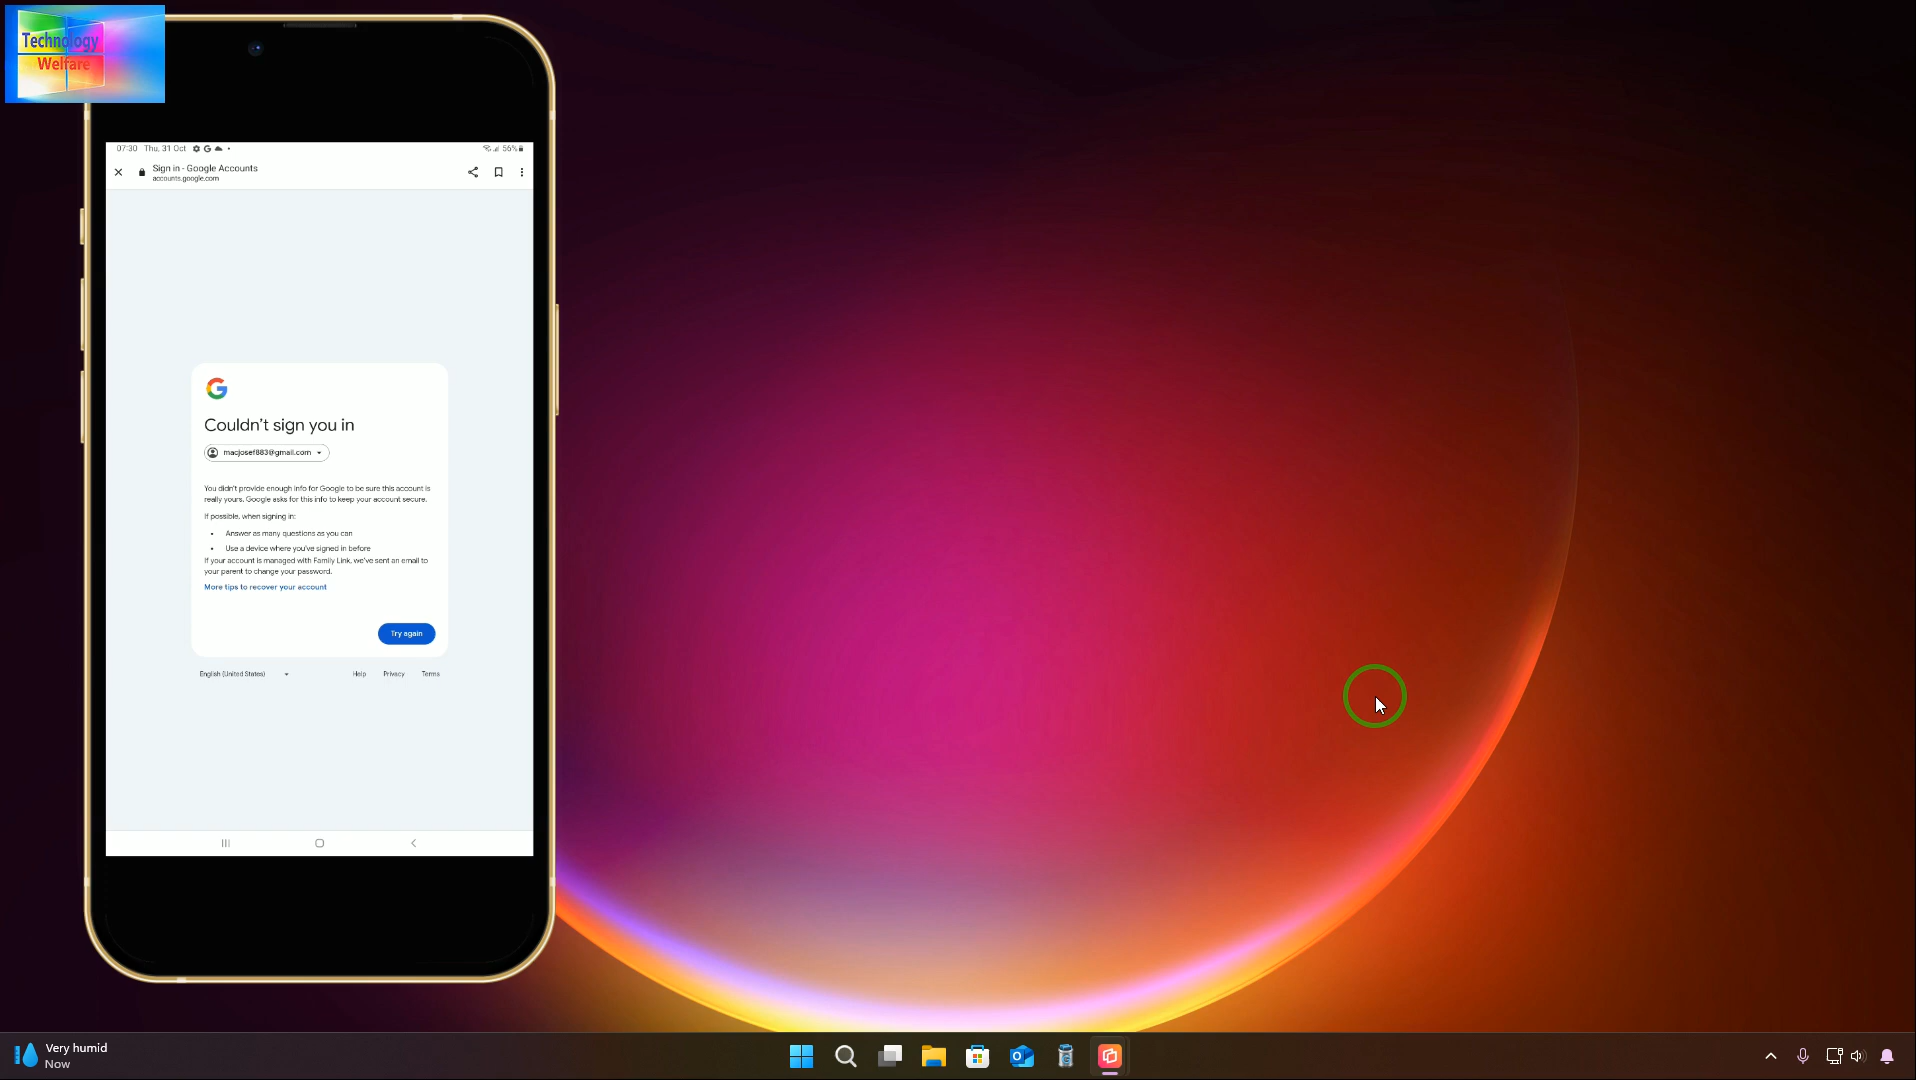 Technology
Welfare
07:30 Thu, 31 Oct
56%
Sign in - Google Accounts
accounts.google.com
Couldn't sign you in
macjosef883@gmail.com
You didn't provide enough info for Google to be sure this account is
really yours. Google asks for this info to keep your account secure.
If possible, when signing in:
• Answer as many questions as you can
• Use a device where you've signed in before
If your account is managed with Family Link, we've sent an email to
your parent to change your password.
More tips to recover your account
Try again
English (United States)
Help Privacy Terms
Very humid
Now